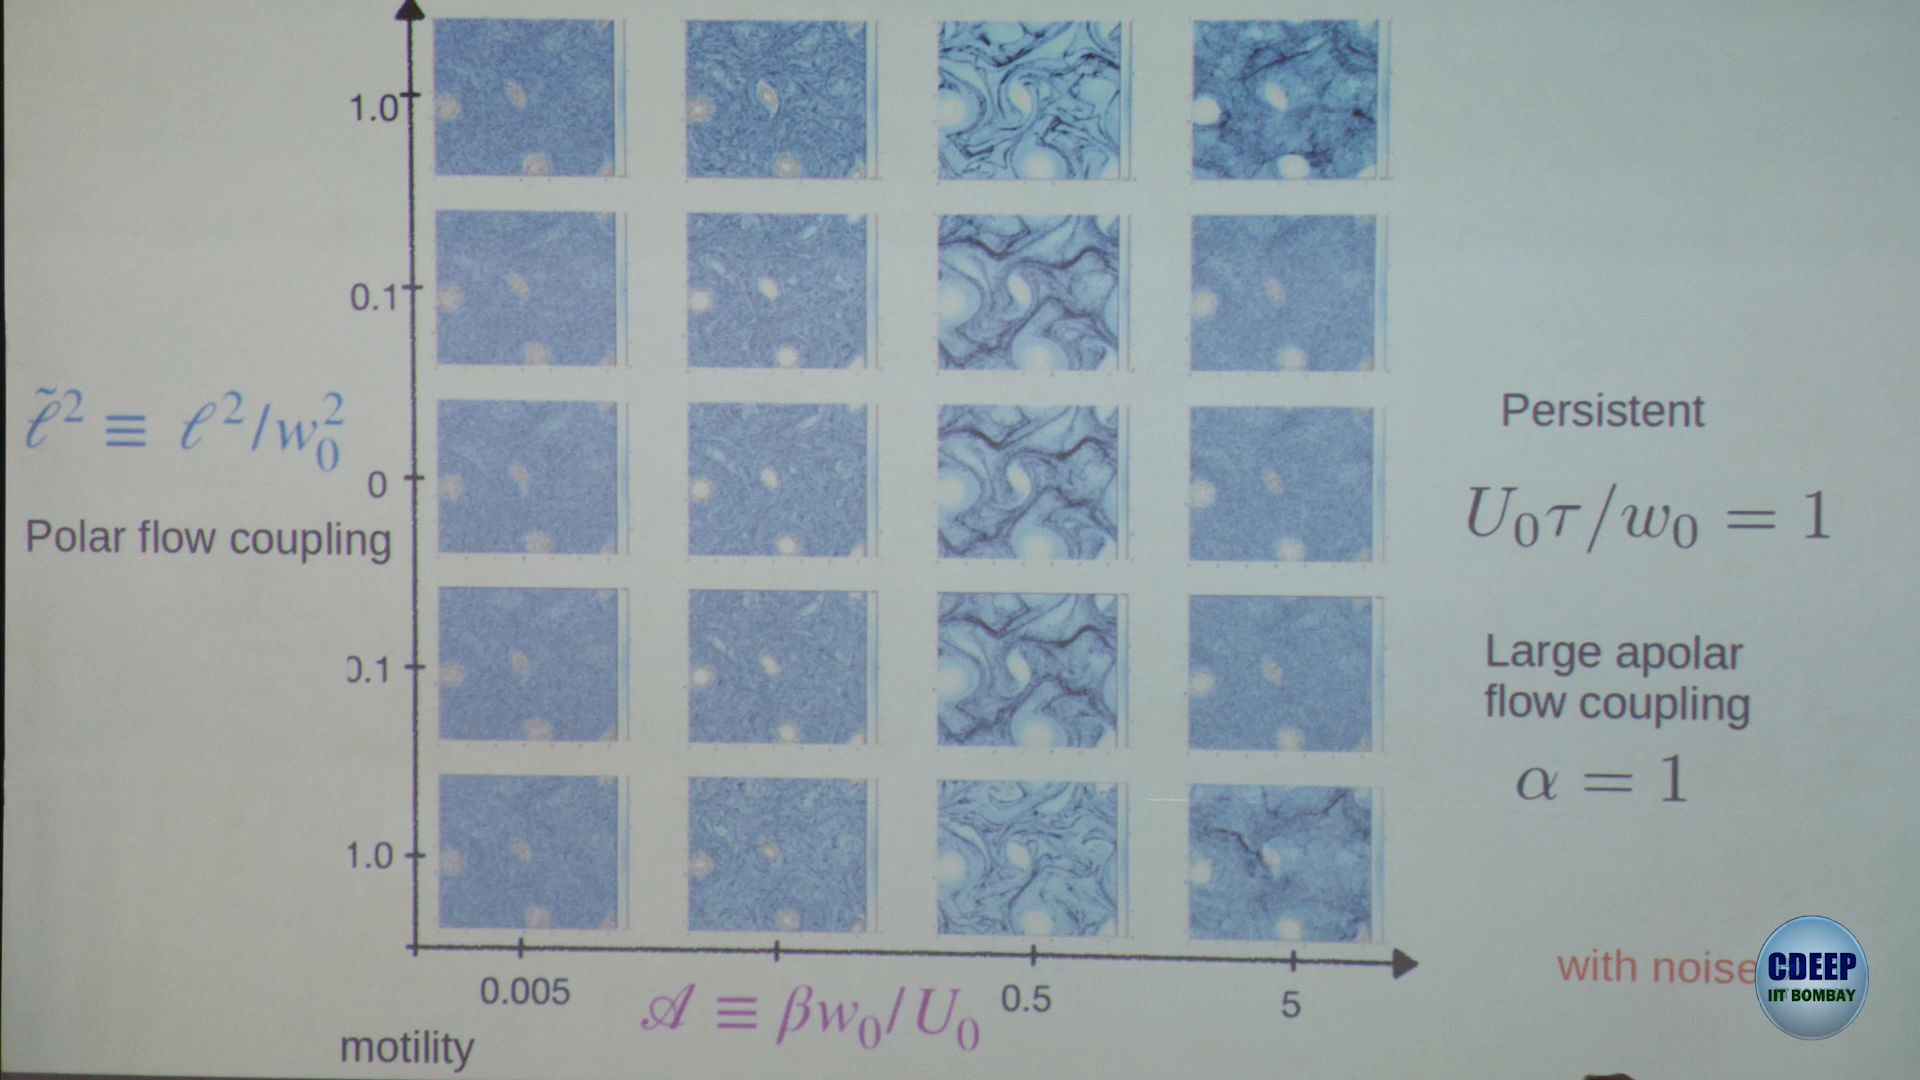 1.0
0.1
ℓ̃² ≡ ℓ²/w₀²
0
Polar flow coupling
0.1
1.0
0.005
𝒜 ≡ βw₀/U₀
0.5
5
motility
Persistent
U₀τ/w₀ = 1
Large apolar
flow coupling
α = 1
with noise
CDEEP
IIT BOMBAY